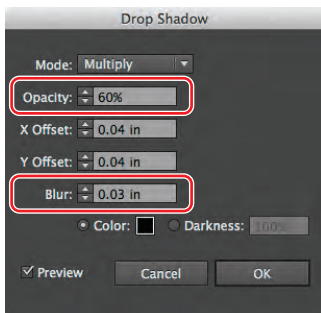 Drop Shadow
Mode: Multiply
Opacity: 60%
X Offset: 0.04 in
Y Offset: 0.04 in
Blur: 0.03 in
Color: Darkness: 100%
Preview Cancel OK